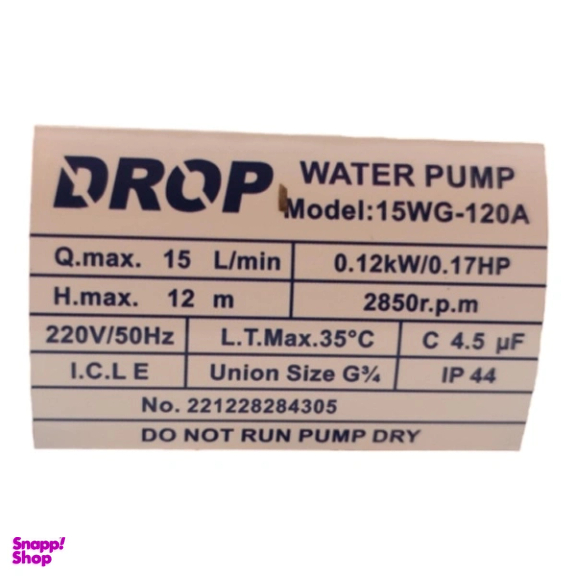 DROP WATER PUMP
Model:15WG-120A
Q.max. 15 L/min 0.12kW/0.17HP
H.max. 12 m 2850r.p.m
220V/50Hz L.T.Max.35°C C 4.5 µF
I.C.L E Union Size G¾ IP 44
No. 221228284305
DO NOT RUN PUMP DRY
Snapp!
Shop